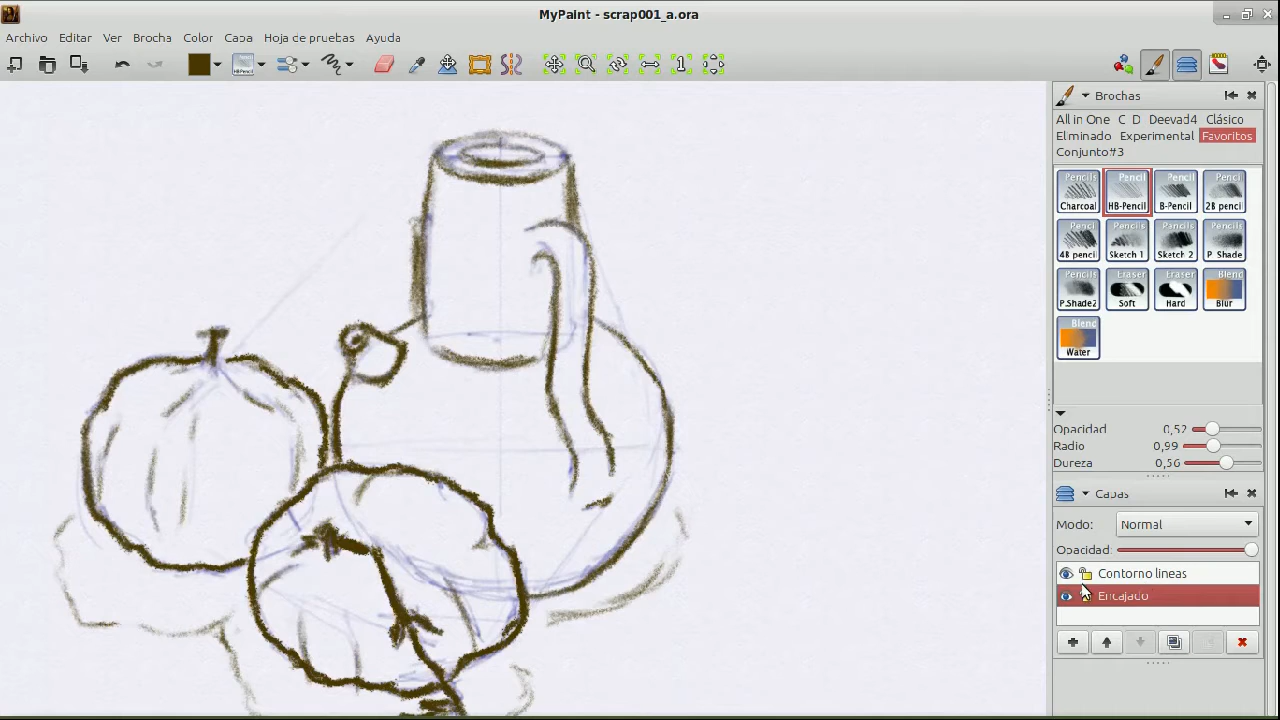 MyPaint - scrap001_a.ora
Archivo Editar Ver Brocha Color Capa Hoja de pruebas Ayuda
HBPencil
1
Brochas
All in One C D Deevad4 Clásico
Eliminado Experimental Favoritos
Conjunto#3
Pencils Pencil Pencil Pencil
Charcoal HB-Pencil B-Pencil 2B pencil
Pencils Pencils Pencils Pencils
4B pencil Sketch 1 Sketch 2 P. Shade
Pencils Eraser Eraser Blend
P.Shade2 Soft Hard Blur
Blend
Water
Opacidad 0,52
Radio 0,99
Dureza 0,56
Capas
Modo: Normal
Opacidad:
Contorno lineas
Encajado